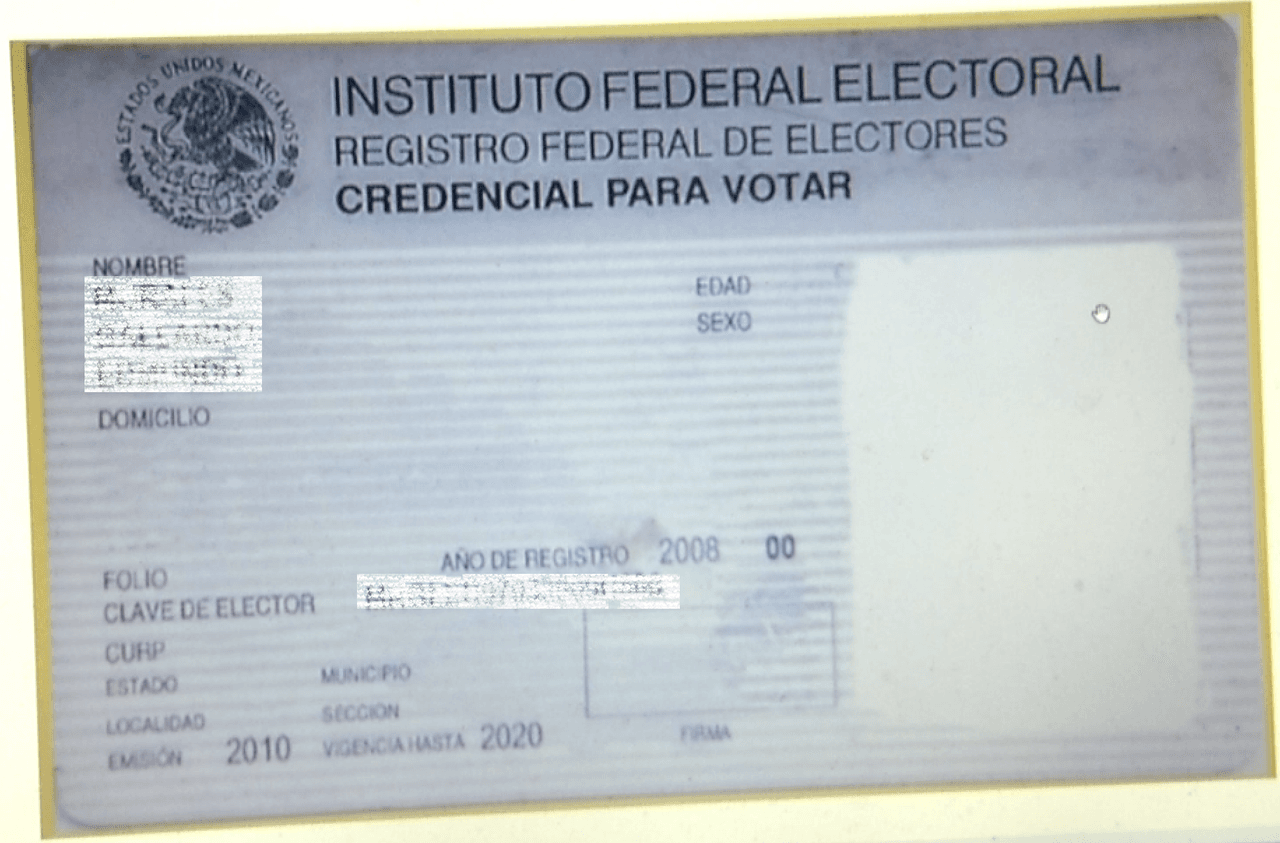 ESTADOS UNIDOS MEXICANOS
INSTITUTO FEDERAL ELECTORAL
REGISTRO FEDERAL DE ELECTORES
CREDENCIAL PARA VOTAR
NOMBRE
EDAD
SEXO
DOMICILIO
AÑO DE REGISTRO 2008 00
FOLIO
CLAVE DE ELECTOR
CURP
ESTADO MUNICIPIO
LOCALIDAD SECCION
EMISIÓN 2010 VIGENCIA HASTA 2020
FIRMA